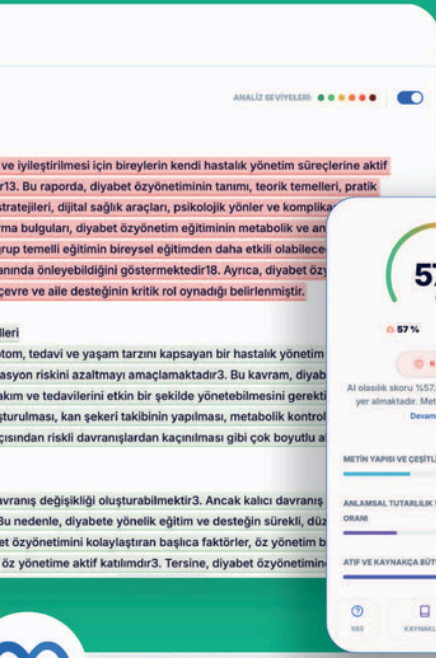 ANALİZ SEVİYELERİ:
ve iyileştirilmesi için bireylerin kendi hastalık yönetim süreçlerine aktif
r13. Bu raporda, diyabet özyönetiminin tanımı, teorik temelleri, pratik
stratejileri, dijital sağlık araçları, psikolojik yönler ve komplika
rma bulguları, diyabet özyönetim eğitiminin metabolik ve an
grup temelli eğitimin bireysel eğitimden daha etkili olabilece
anında önleyebildiğini göstermektedir18. Ayrıca, diyabet özy
çevre ve aile desteğinin kritik rol oynadığı belirlenmiştir.
lleri
tom, tedavi ve yaşam tarzını kapsayan bir hastalık yönetim
asyon riskini azaltmayı amaçlamaktadır3. Bu kavram, diyab
akım ve tedavilerini etkin bir şekilde yönetebilmesini gerekti
şturulması, kan şekeri takibinin yapılması, metabolik kontrol
çısından riskli davranışlardan kaçınılması gibi çok boyutlu a
avranış değişikliği oluşturabilmektir3. Ancak kalıcı davranış
Bu nedenle, diyabete yönelik eğitim ve desteğin sürekli, düz
et özyönetimini kolaylaştıran başlıca faktörler, öz yönetim b
öz yönetime aktif katılımdır3. Tersine, diyabet özyönetimin
57
57 %
K
AI olasılık skoru %57.
yer almaktadır. Met
Devam
METİN YAPISI VE ÇEŞİTLİ
ANLAMSAL TUTARLILIK
ORANI
ATIF VE KAYNAKÇA BÜT
SSS
KAYNAKL